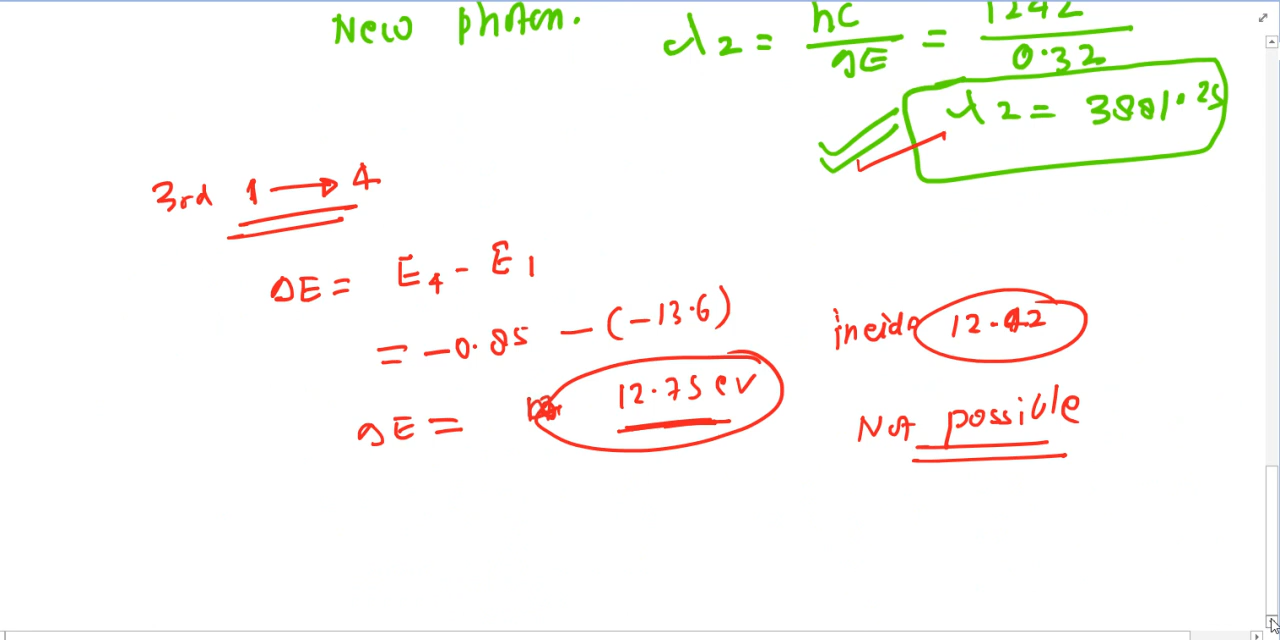 New photon. λ2 = hC/ΔE = 1242/0.32
λ2 = 3881.25
3rd 1 → 4
ΔE = E4 - E1
= -0.85 - (-13.6)
ΔE = 12.75 eV
incide 12.42
Not possible